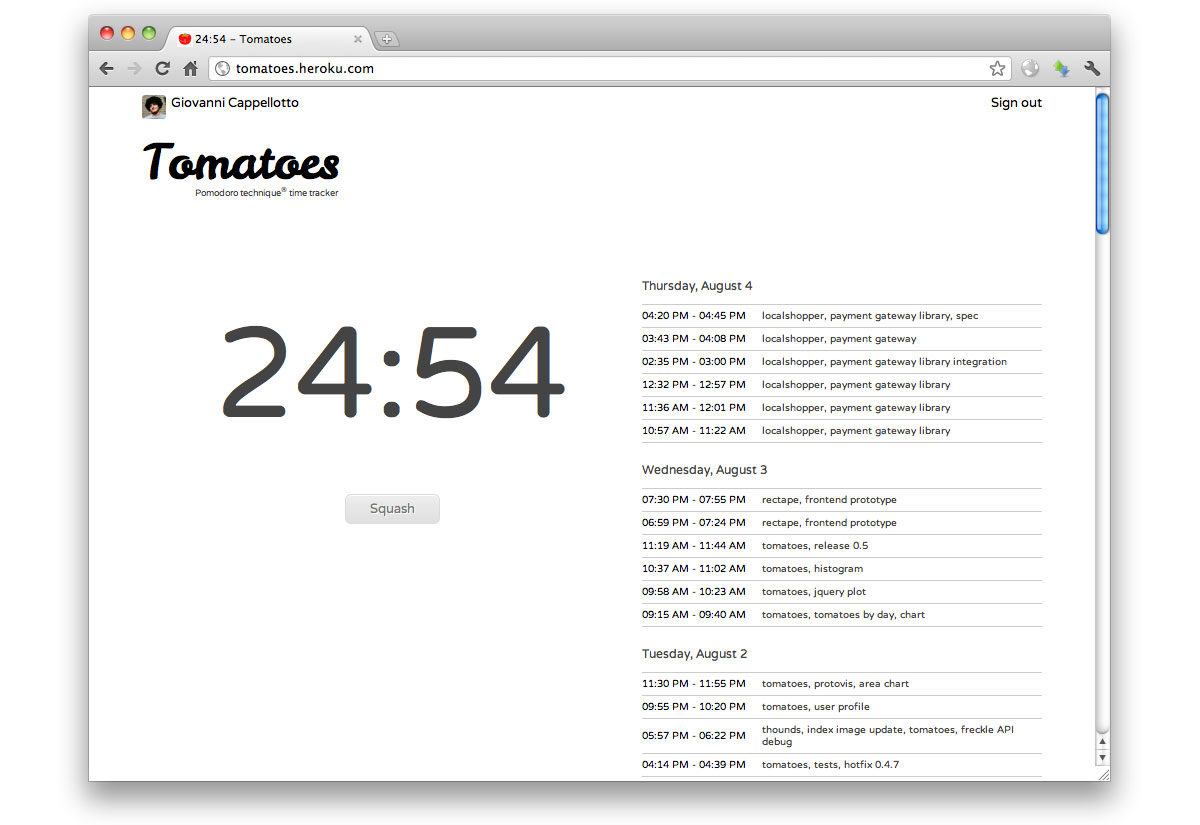 24:54 – Tomatoes
tomatoes.heroku.com
Giovanni Cappellotto
Sign out
Tomatoes
Pomodoro technique® time tracker
24:54
Squash
Thursday, August 4
04:20 PM - 04:45 PM localshopper, payment gateway library, spec
03:43 PM - 04:08 PM localshopper, payment gateway
02:35 PM - 03:00 PM localshopper, payment gateway library integration
12:32 PM - 12:57 PM localshopper, payment gateway library
11:36 AM - 12:01 PM localshopper, payment gateway library
10:57 AM - 11:22 AM localshopper, payment gateway library
Wednesday, August 3
07:30 PM - 07:55 PM rectape, frontend prototype
06:59 PM - 07:24 PM rectape, frontend prototype
11:19 AM - 11:44 AM tomatoes, release 0.5
10:37 AM - 11:02 AM tomatoes, histogram
09:58 AM - 10:23 AM tomatoes, jquery plot
09:15 AM - 09:40 AM tomatoes, tomatoes by day, chart
Tuesday, August 2
11:30 PM - 11:55 PM tomatoes, protovis, area chart
09:55 PM - 10:20 PM tomatoes, user profile
05:57 PM - 06:22 PM thounds, index image update, tomatoes, freckle API
debug
04:14 PM - 04:39 PM tomatoes, tests, hotfix 0.4.7